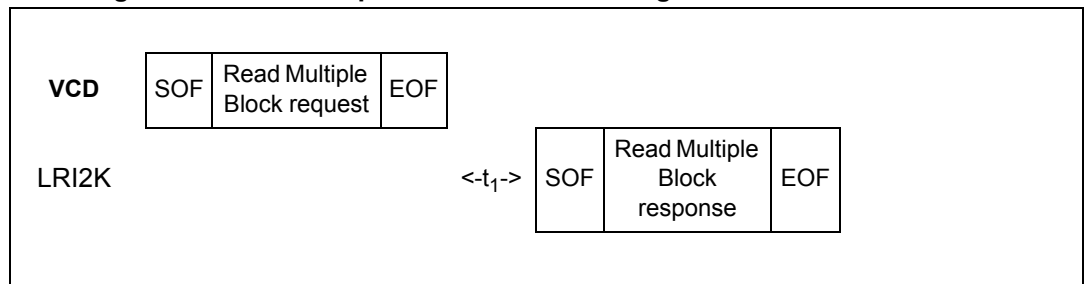 VCD SOF Read Multiple Block request EOF
LRI2K <-t₁-> SOF Read Multiple Block response EOF